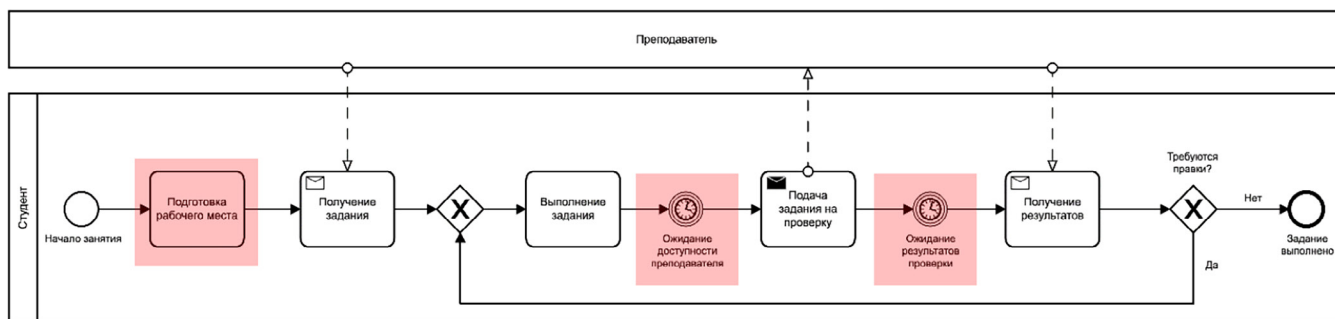 Преподаватель
Студент
Начало занятия
Подготовка
рабочего места
Получение
задания
Выполнение
задания
Ожидание
доступности
преподавателя
Подача
задания на
проверку
Ожидание
результатов
проверки
Получение
результатов
Требуются
правки?
Нет
Да
Задание
выполнено